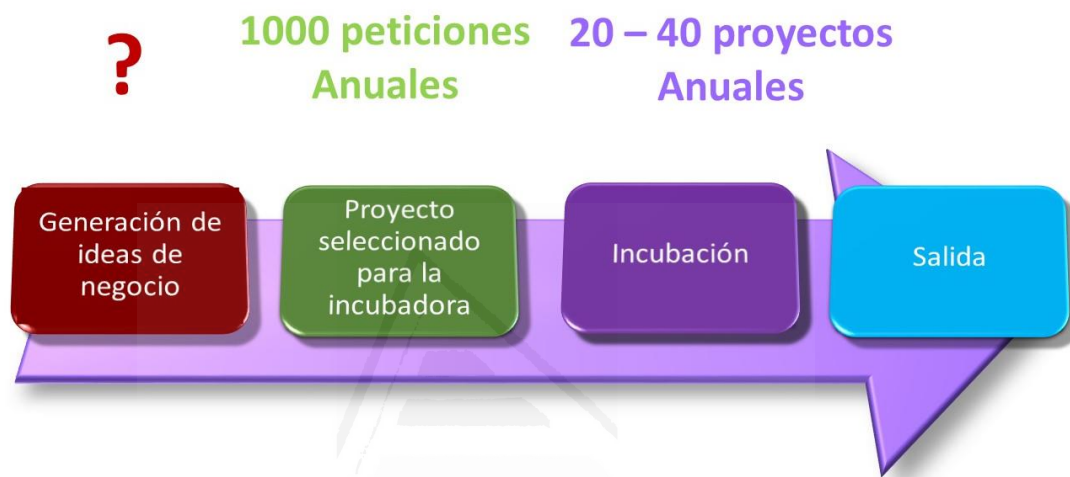 ?
1000 peticiones
Anuales
20 – 40 proyectos
Anuales
Generación de
ideas de
negocio
Proyecto
seleccionado
para la
incubadora
Incubación
Salida